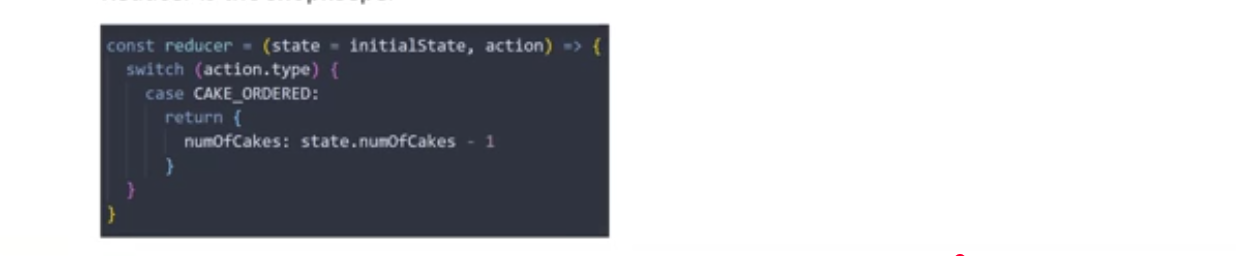 const reducer = (state = initialState, action) => {
switch (action.type) {
case CAKE_ORDERED:
return {
numOfCakes: state.numOfCakes - 1
}
}
}